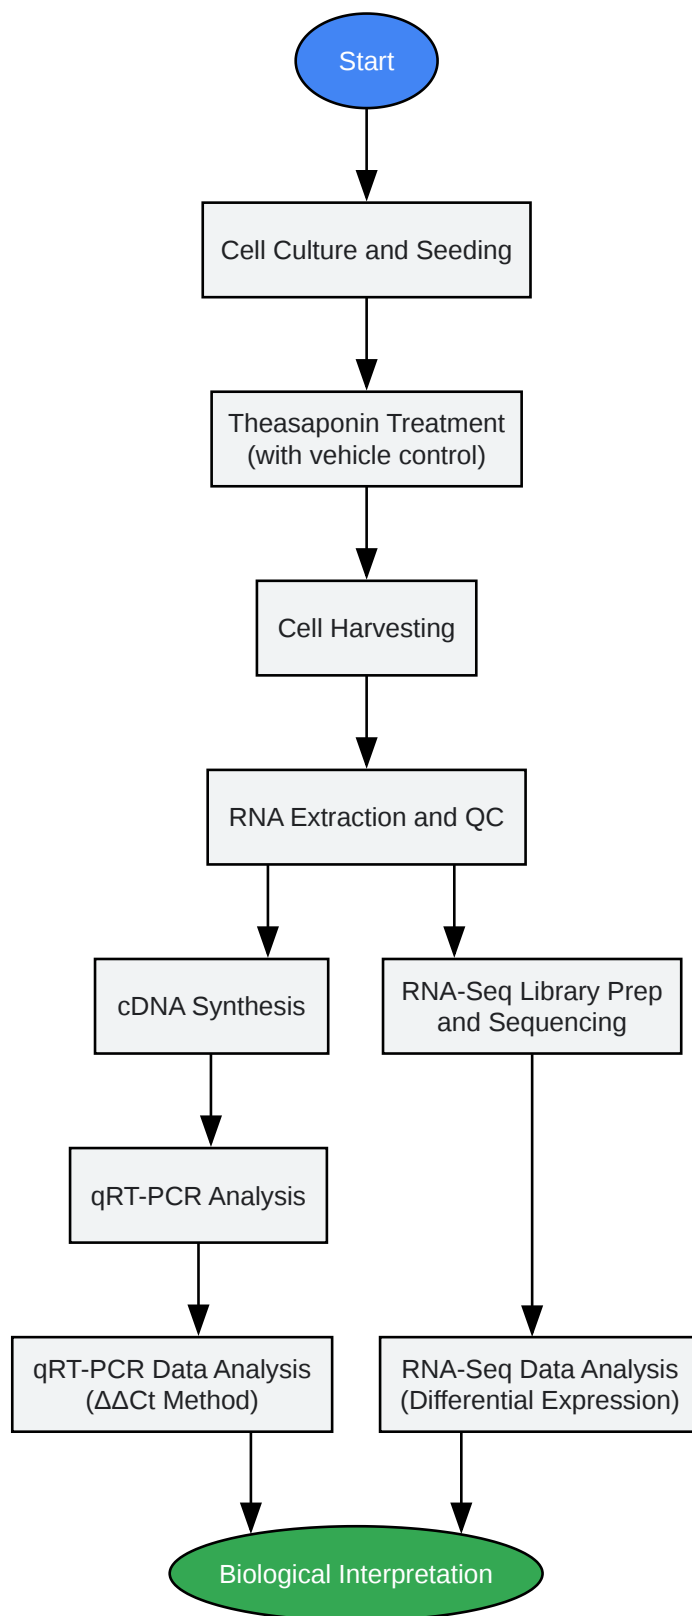 Start
Cell Culture and Seeding
Theasaponin Treatment
(with vehicle control)
Cell Harvesting
RNA Extraction and QC
cDNA Synthesis
RNA-Seq Library Prep
and Sequencing
qRT-PCR Analysis
qRT-PCR Data Analysis
(ΔΔCt Method)
RNA-Seq Data Analysis
(Differential Expression)
Biological Interpretation